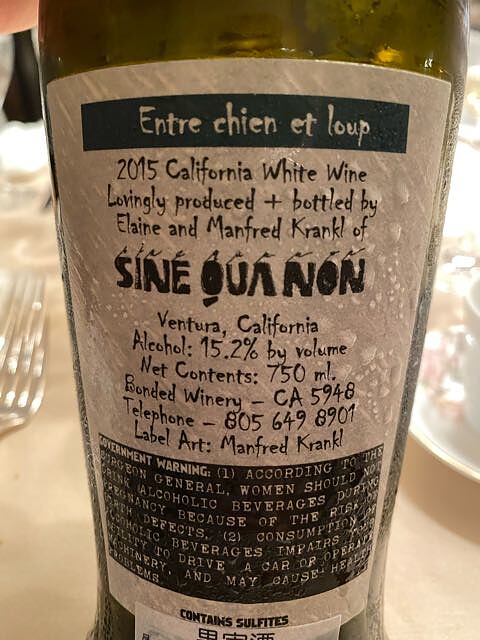 Entre chien et loup
2015 California White Wine
Lovingly produced + bottled by
Elaine and Manfred Krankl of
SINE QUA NON
Ventura, California
Alcohol: 15.2% by volume
Net Contents: 750 ml.
Bonded Winery – CA 5948
Telephone – 805 649 8901
Label Art: Manfred Krankl
GOVERNMENT WARNING: (1) ACCORDING TO THE
SURGEON GENERAL, WOMEN SHOULD NOT
DRINK ALCOHOLIC BEVERAGES DURING
PREGNANCY BECAUSE OF THE RISK OF
BIRTH DEFECTS. (2) CONSUMPTION OF
ALCOHOLIC BEVERAGES IMPAIRS YOUR
ABILITY TO DRIVE A CAR OR OPERATE
MACHINERY, AND MAY CAUSE HEALTH
PROBLEMS.
CONTAINS SULFITES
果実酒